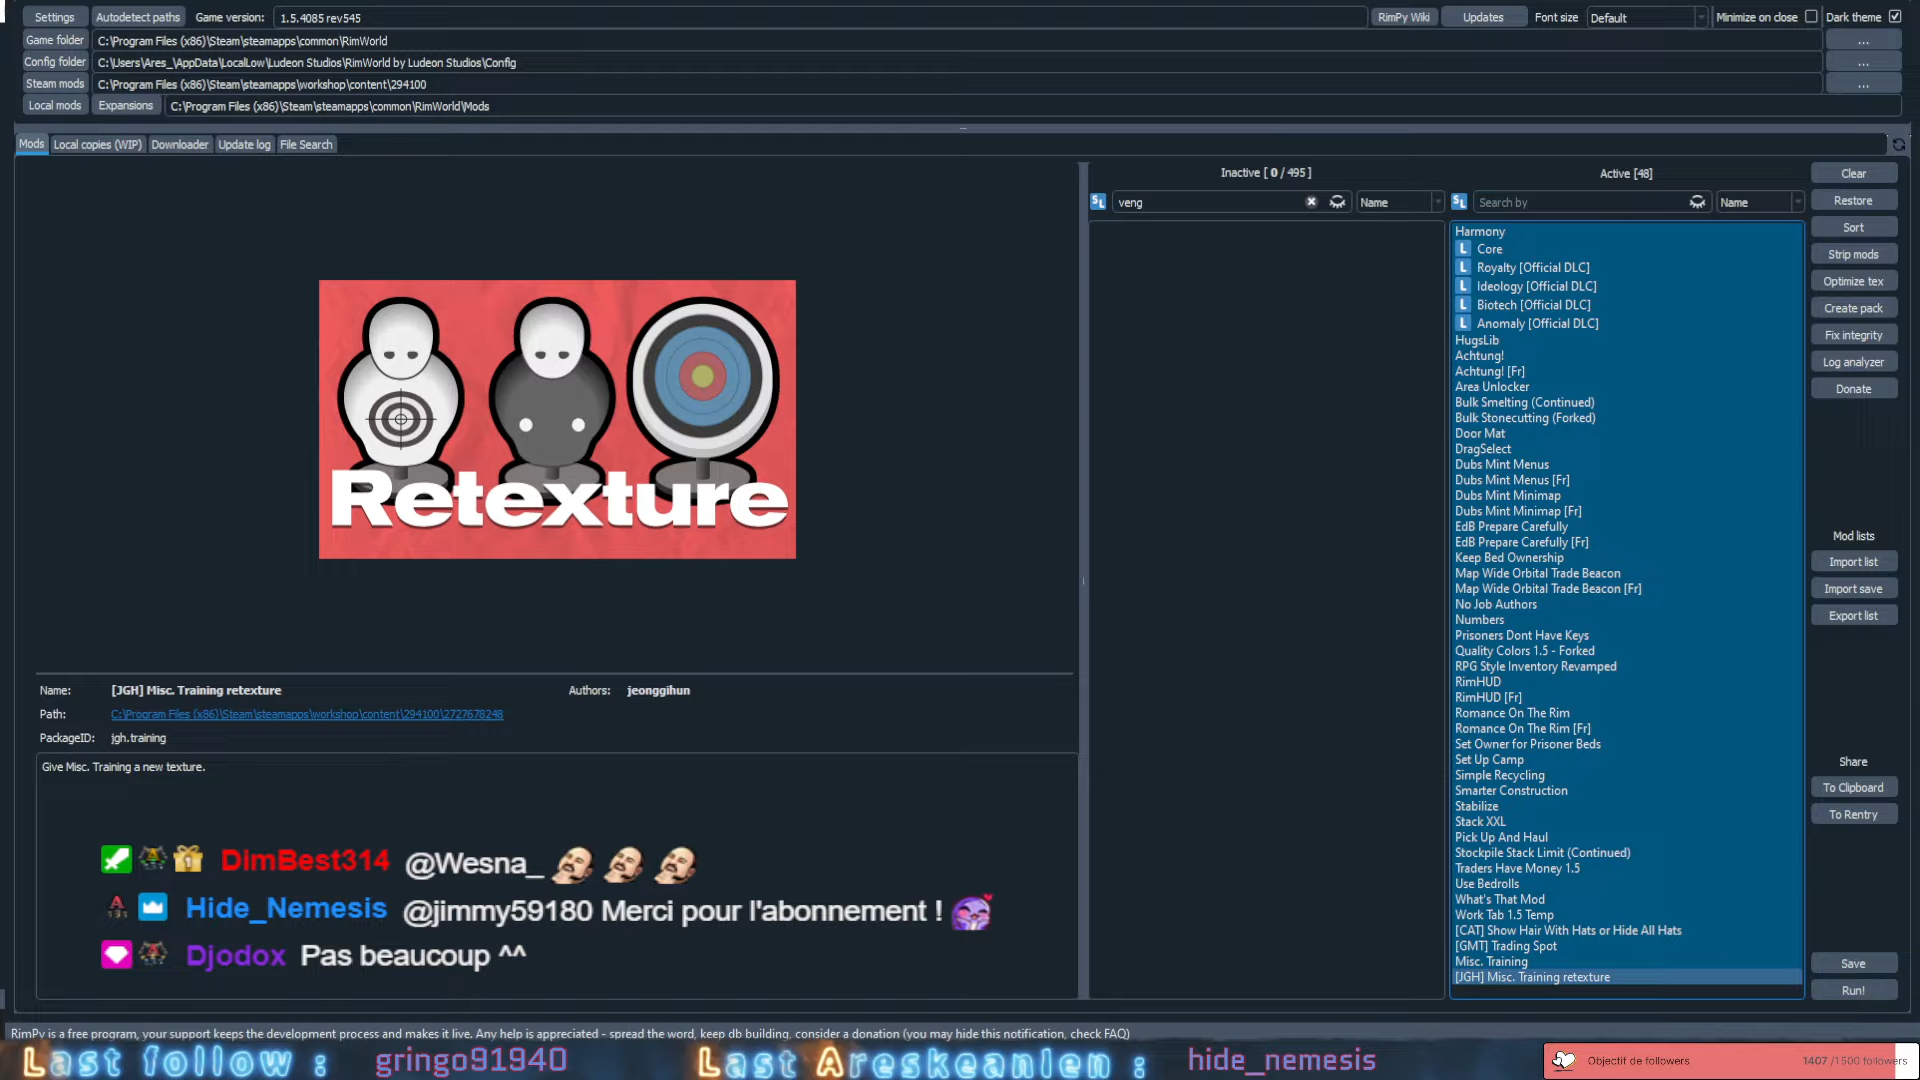 Settings Autodetect paths Game version: 1.5.4085 rev545 RimPy Wiki Updates Font size Default Minimize on close Dark theme
Game folder C:\Program Files (x86)\Steam\steamapps\common\RimWorld ...
Config folder C:\Users\Ares_\AppData\LocalLow\Ludeon Studios\RimWorld by Ludeon Studios\Config ...
Steam mods C:\Program Files (x86)\Steam\steamapps\workshop\content\294100 ...
Local mods Expansions C:\Program Files (x86)\Steam\steamapps\common\RimWorld\Mods
Mods Local copies (WIP) Downloader Update log File Search
Retexture
Name: [JGH] Misc. Training retexture Authors: jeonggihun
Path: C:\Program Files (x86)\Steam\steamapps\workshop\content\294100\2727678248
PackageID: jgh.training
Give Misc. Training a new texture.
DimBest314 @Wesna_
Hide_Nemesis @jimmy59180 Merci pour l'abonnement !
Djodox Pas beaucoup ^^
Inactive [ 0 / 495 ]
SL veng Name
Active [48]
SL Search by Name
Harmony
L Core
L Royalty [Official DLC]
L Ideology [Official DLC]
L Biotech [Official DLC]
L Anomaly [Official DLC]
HugsLib
Achtung!
Achtung! [Fr]
Area Unlocker
Bulk Smelting (Continued)
Bulk Stonecutting (Forked)
Door Mat
DragSelect
Dubs Mint Menus
Dubs Mint Menus [Fr]
Dubs Mint Minimap
Dubs Mint Minimap [Fr]
EdB Prepare Carefully
EdB Prepare Carefully [Fr]
Keep Bed Ownership
Map Wide Orbital Trade Beacon
Map Wide Orbital Trade Beacon [Fr]
No Job Authors
Numbers
Prisoners Dont Have Keys
Quality Colors 1.5 - Forked
RPG Style Inventory Revamped
RimHUD
RimHUD [Fr]
Romance On The Rim
Romance On The Rim [Fr]
Set Owner for Prisoner Beds
Set Up Camp
Simple Recycling
Smarter Construction
Stabilize
Stack XXL
Pick Up And Haul
Stockpile Stack Limit (Continued)
Traders Have Money 1.5
Use Bedrolls
What's That Mod
Work Tab 1.5 Temp
[CAT] Show Hair With Hats or Hide All Hats
[GMT] Trading Spot
Misc. Training
[JGH] Misc. Training retexture
Clear
Restore
Sort
Strip mods
Optimize tex
Create pack
Fix integrity
Log analyzer
Donate
Mod lists
Import list
Import save
Export list
Share
To Clipboard
To Rentry
Save
Run!
RimPy is a free program, your support keeps the development process and makes it live. Any help is appreciated - spread the word, keep db building, consider a donation (you may hide this notification, check FAQ)
Last follow : gringo91940 Last Areskeanien : hide_nemesis
Objectif de followers 1407 /1500 followers